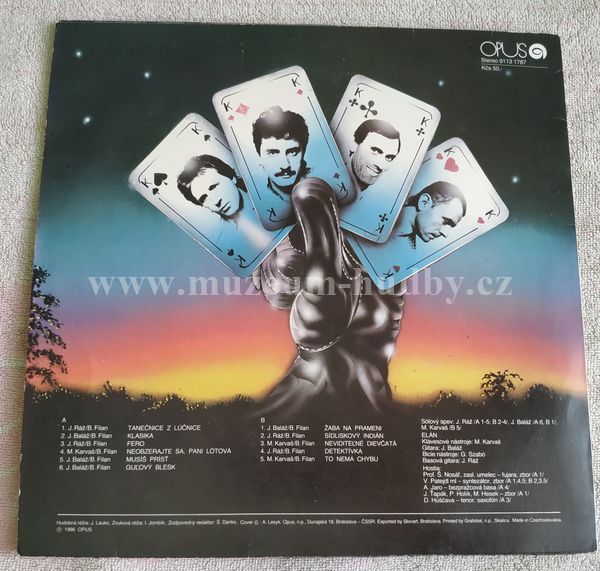 OPUS
Stereo 9113 1787
Kčs 50,-
K K K K
K K K K
www.muzeum-hudby.cz
A
1. J. Ráž/B. Filan TANEČNICE Z LÚČNICE
2. J. Baláž/B. Filan KLASIKA
3. J. Ráž/B. Filan FERO
4. M. Karvaš/B. Filan NEOBZERAJTE SA, PANI LÓTOVÁ
5. J. Baláž/B. Filan MUSÍŠ PRÍSŤ
6. J. Baláž/B. Filan GUĽOVÝ BLESK
B
1. J. Baláž/B. Filan ŽABA NA PRAMENI
2. J. Baláž/B. Filan SÍDLISKOVÝ INDIÁN
3. M. Karvaš/B. Filan NEVIDITEĽNÉ DIEVČATÁ
4. J. Ráž/B. Filan DETEKTÍVKA
5. M. Karvaš/B. Filan TO NEMÁ CHYBU
Sólový spev: J. Ráž /A 1-5; B 2-4/, J. Baláž /A 6, B 1/,
M. Karvaš /B 5/
ELÁN
Klávesové nástroje: M. Karvaš
Gitara: J. Baláž
Bicie nástroje: G. Szabó
Basová gitara: J. Ráž
Hostia:
Prof. Š. Nosáľ, zasl. umelec – fujara, zbor /A 1/
V. Patejdl ml – syntezátor, zbor /A 1,4,5; B 2,3,5/
A. Jaro – bezpražcová basa /A 4/
J. Ťapák, P. Holík, M. Hesek – zbor /A 1/
D. Húščava – tenor. saxofón /A 3/
Hudobná réžia: J. Lauko, Zvuková réžia: I. Jombík, Zodpovedný redaktor: Š. Danko. Cover © : A. Lesyk. Opus, n.p., Dunajská 18, Bratislava – ČSSR. Exported by Slovart, Bratislava. Printed by Grafobal, n.p., Skalica. Made in Czechoslovakia
℗ 1986 OPUS